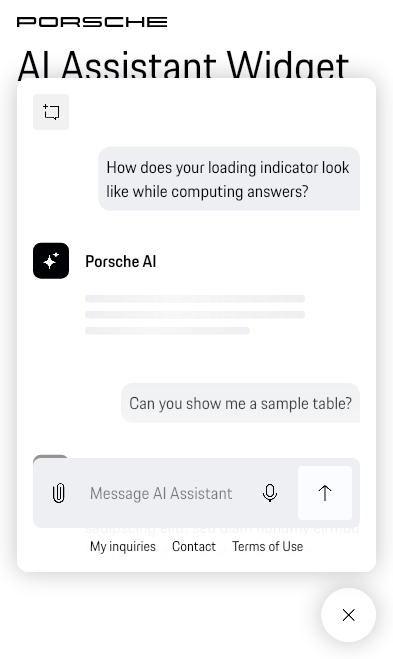 PORSCHE
AI Assistant Widget
How does your loading indicator look
like while computing answers?
Porsche AI
Can you show me a sample table?
Message AI Assistant
My inquiries Contact Terms of Use